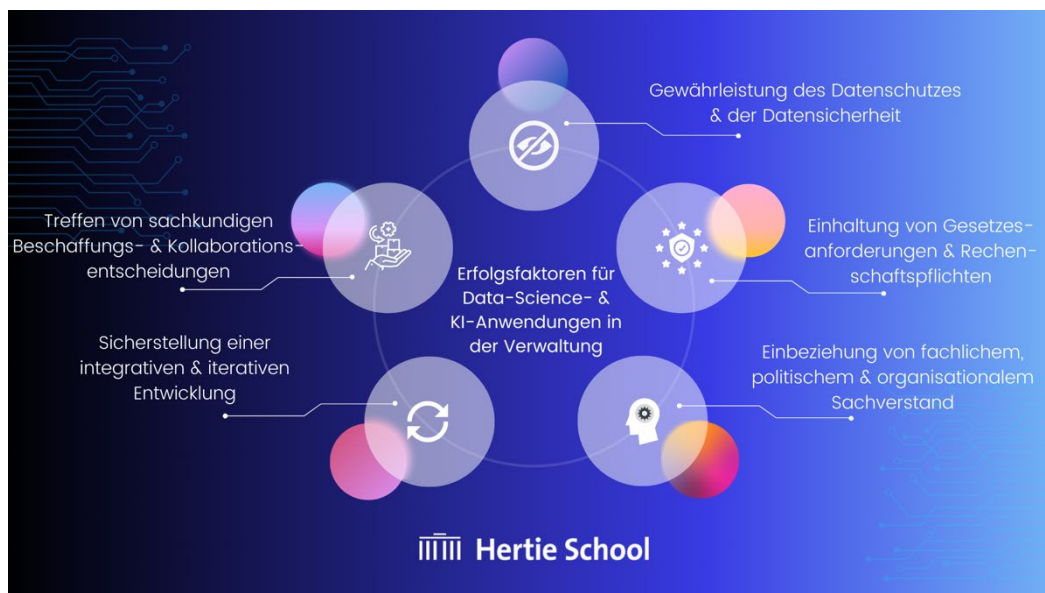 Gewährleistung des Datenschutzes
& der Datensicherheit
Treffen von sachkundigen
Beschaffungs- & Kollaborations-
entscheidungen
Einhaltung von Gesetzes-
anforderungen & Rechen-
schaftspflichten
Erfolgsfaktoren für
Data-Science- &
KI-Anwendungen in
der Verwaltung
Sicherstellung einer
integrativen & iterativen
Entwicklung
Einbeziehung von fachlichem,
politischem & organisationalem
Sachverstand
Hertie School